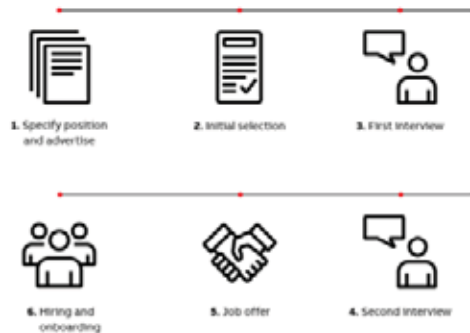 1. Specify position
and advertise
2. Initial selection
3. First interview
6. Hiring and
onboarding
5. Job offer
4. Second interview